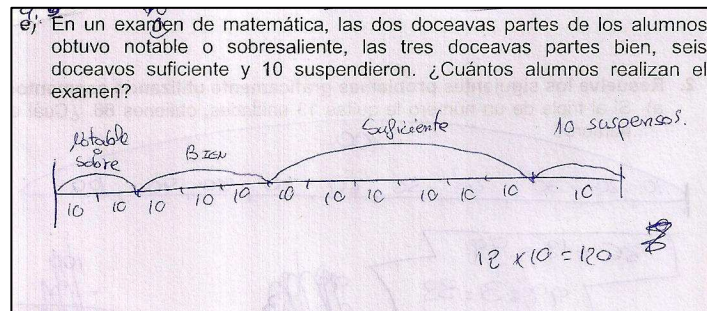 e) En un examen de matemática, las dos doceavas partes de los alumnos
obtuvo notable o sobresaliente, las tres doceavas partes bien, seis
doceavos suficiente y 10 suspendieron. ¿Cuántos alumnos realizan el
examen?
Notable o Sobre BIEN Suficiente 10 suspensos.
10 10 10 10 10 10 10 10 10 10 10 10
12 x 10 = 120